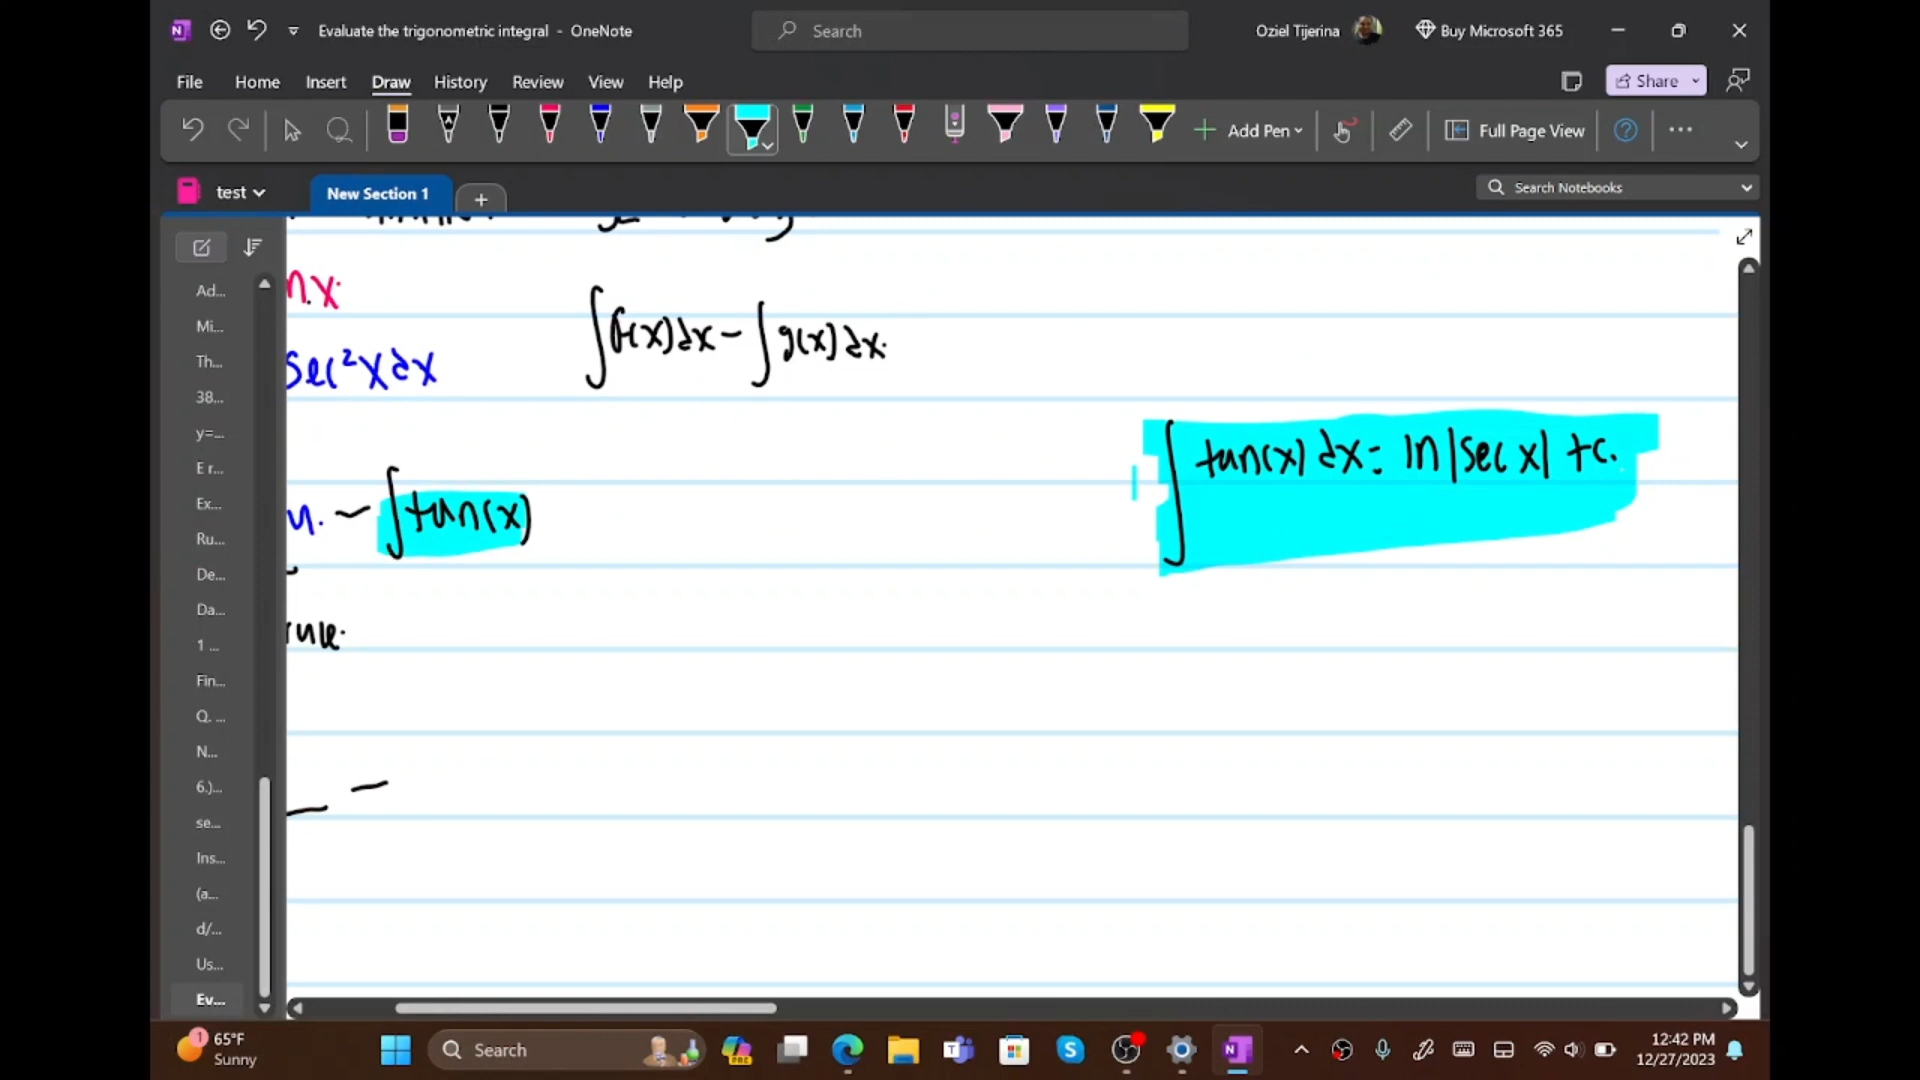 Evaluate the trigonometric integral - OneNote
Search
Oziel Tijerina
Buy Microsoft 365
File Home Insert Draw History Review View Help
Share
Add Pen
Full Page View
test
New Section 1
Search Notebooks
Ad...
Mi...
Th...
38...
y=...
E r...
Ex...
Ru...
De...
Da...
1 ...
Fin...
Q. ...
N...
6.)...
se...
Ins...
(a...
d/...
Us...
Ev...
n.x.
∫f(x)dx - ∫g(x)dx.
sec²xdx
∫tan(x)dx = ln|sec x| + c.
u. - ∫tan(x)
rule.
1
65°F
Sunny
Search
12:42 PM
12/27/2023